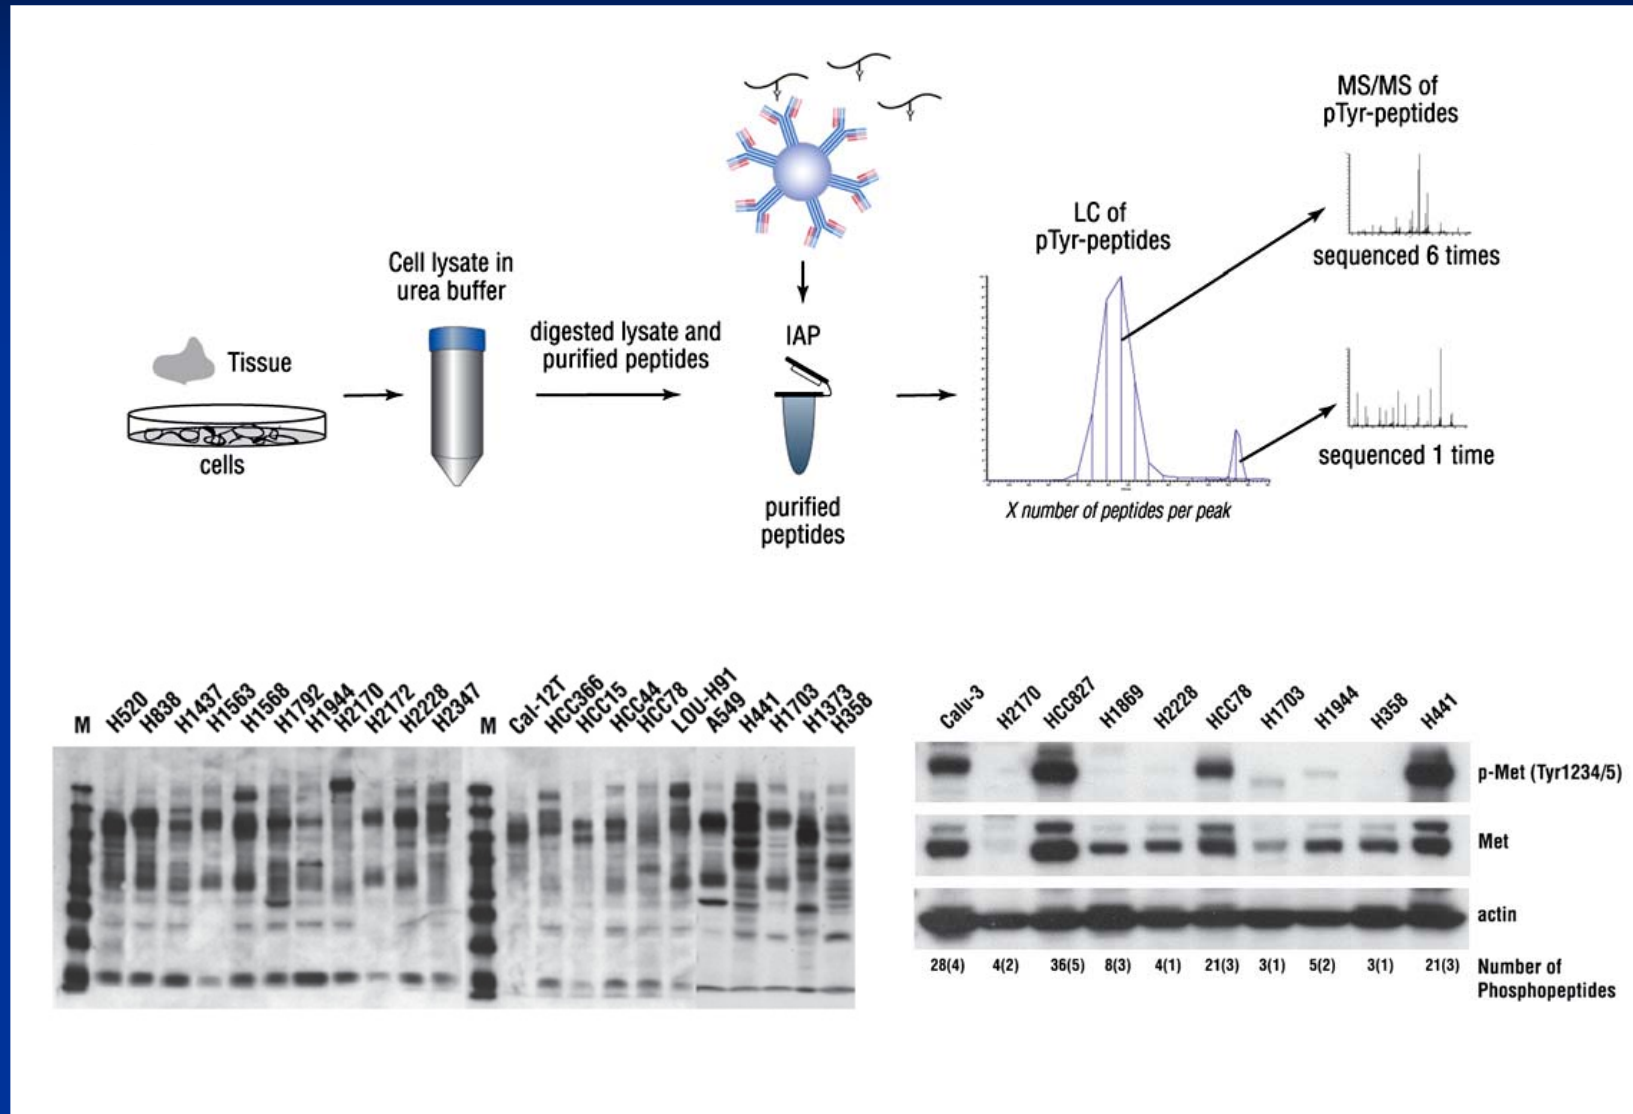 MS/MS of
pTyr-peptides
LC of
pTyr-peptides
sequenced 6 times
Cell lysate in
urea buffer
digested lysate and
purified peptides
IAP
Tissue
cells
sequenced 1 time
purified
peptides
X number of peptides per peak
M H520 H838 H1437 H1563 H1568 H1792 H1944 H2170 H2172 H2228 H2347 M Cal-12T HCC366 HCC15 HCC44 HCC78 LOU-H91 A549 H441 H1703 H1373 H358
Calu-3 H2170 HCC827 H1869 H2228 HCC78 H1703 H1944 H358 H441
p-Met (Tyr1234/5)
Met
actin
28(4) 4(2) 36(5) 8(3) 4(1) 21(3) 3(1) 5(2) 3(1) 21(3) Number of
Phosphopeptides